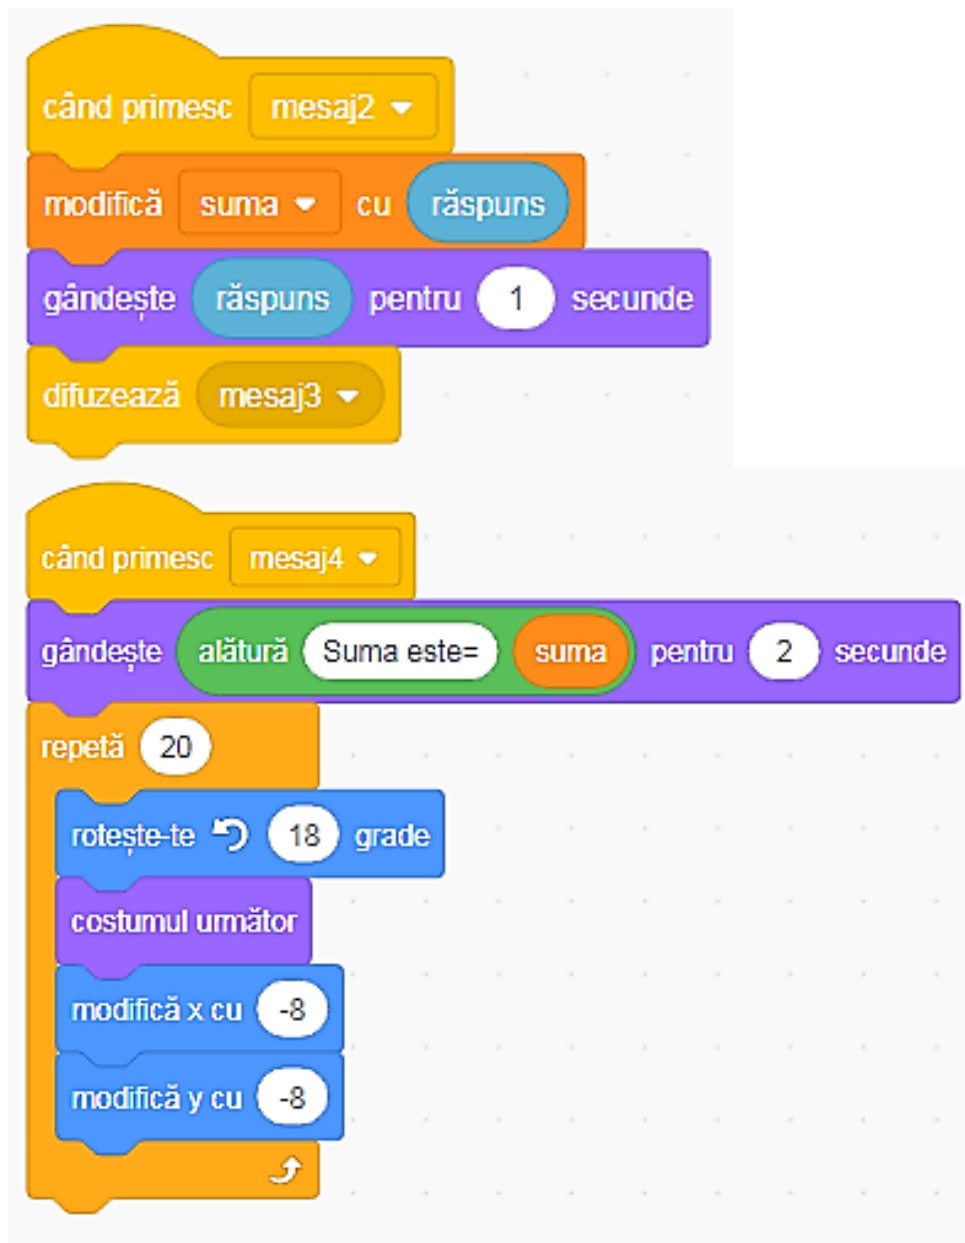 când primesc mesaj2
modifică suma cu răspuns
gândește răspuns pentru 1 secunde
difuzează mesaj3
când primesc mesaj4
gândește alătură Suma este= suma pentru 2 secunde
repetă 20
rotește-te 18 grade
costumul următor
modifică x cu -8
modifică y cu -8